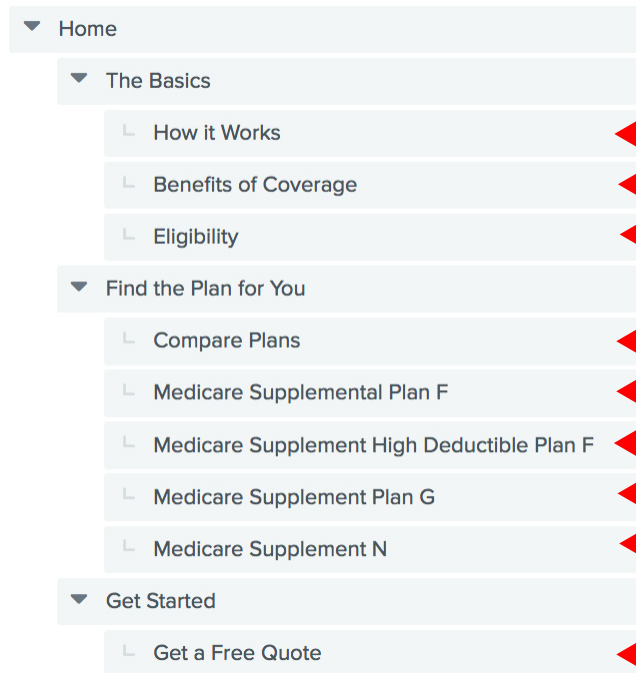 Home
The Basics
How it Works
Benefits of Coverage
Eligibility
Find the Plan for You
Compare Plans
Medicare Supplemental Plan F
Medicare Supplement High Deductible Plan F
Medicare Supplement Plan G
Medicare Supplement N
Get Started
Get a Free Quote